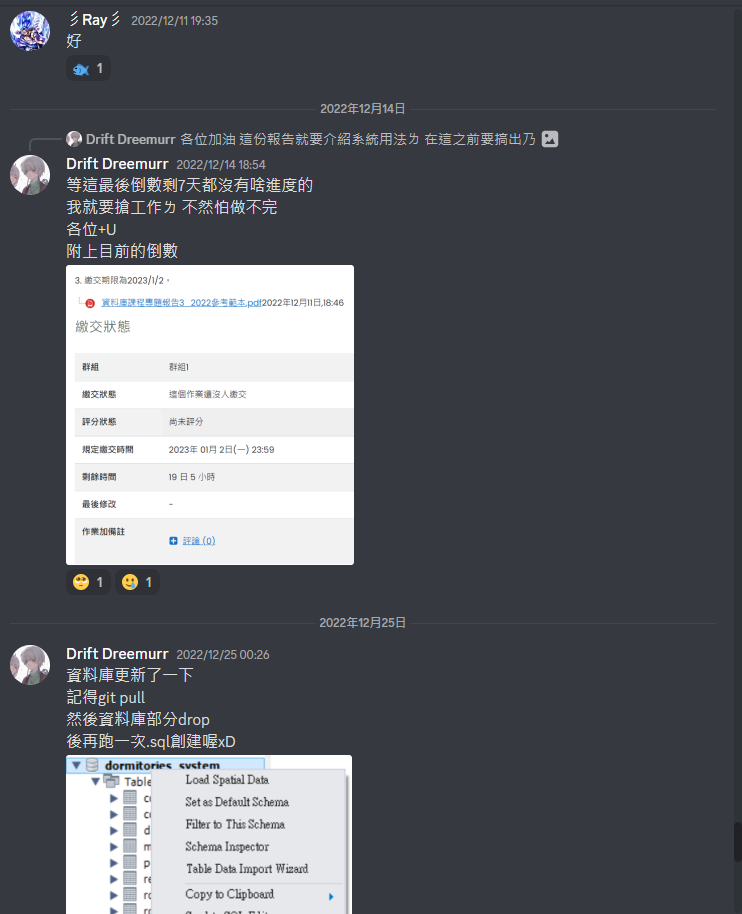 彡Ray彡 2022/12/11 19:35
好
1
2022年12月14日
Drift Dreemurr 各位加油 這份報告就要介紹系統用法ㄌ 在這之前要搞出乃
Drift Dreemurr 2022/12/14 18:54
等這最後倒數剩7天都沒有啥進度的
我就要搶工作ㄌ 不然怕做不完
各位+U
附上目前的倒數
3. 繳交期限為2023/1/2。
資料庫課程專題報告3_2022參考範本.pdf2022年12月11日,18:46
繳交狀態
群組 群組1
繳交狀態 這個作業還沒人繳交
評分狀態 尚未評分
規定繳交時間 2023年 01月 2日(一) 23:59
剩餘時間 19 日 5 小時
最後修改 -
作業加備註
評論 (0)
1 1
2022年12月25日
Drift Dreemurr 2022/12/25 00:26
資料庫更新了一下
記得git pull
然後資料庫部分drop
後再跑一次.sql創建喔xD
dormitories_system
Table
Load Spatial Data
c
Set as Default Schema
c
Filter to This Schema
d
Schema Inspector
m
p
Table Data Import Wizard
re
Copy to Clipboard
rc